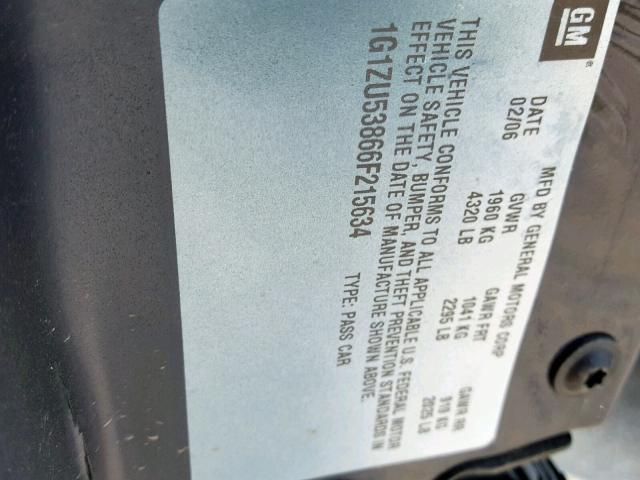 GM
®
MFD BY GENERAL MOTORS CORP
DATE GVWR GAWR FRT GAWR RR
02/06 1960 KG 1041 KG 919 KG
4320 LB 2295 LB 2025 LB
THIS VEHICLE CONFORMS TO ALL APPLICABLE U.S. FEDERAL MOTOR
VEHICLE SAFETY, BUMPER, AND THEFT PREVENTION STANDARDS IN
EFFECT ON THE DATE OF MANUFACTURE SHOWN ABOVE.
1G1ZU53866F215634 TYPE: PASS CAR